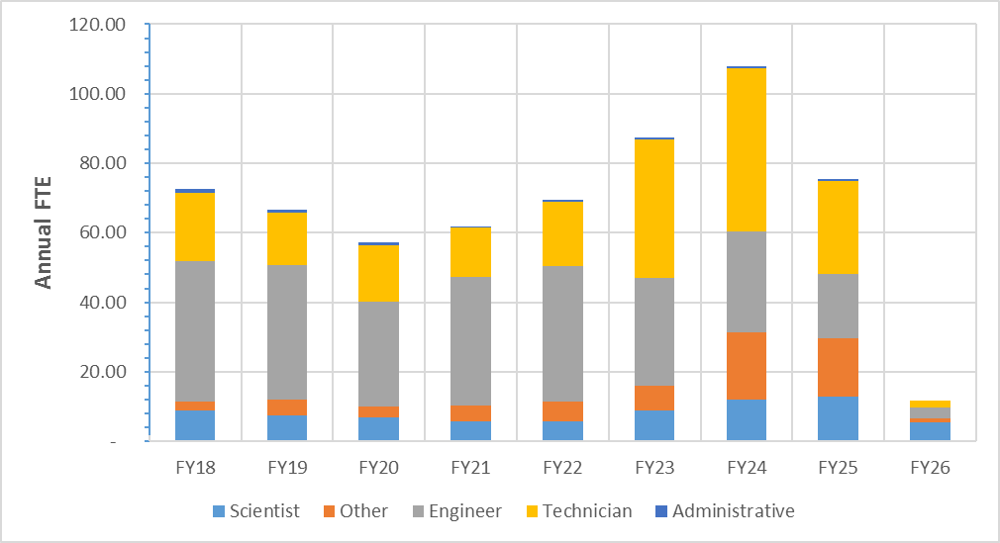 120.00
100.00
80.00
60.00
40.00
20.00
-
Annual FTE
FY18 FY19 FY20 FY21 FY22 FY23 FY24 FY25 FY26
Scientist Other Engineer Technician Administrative